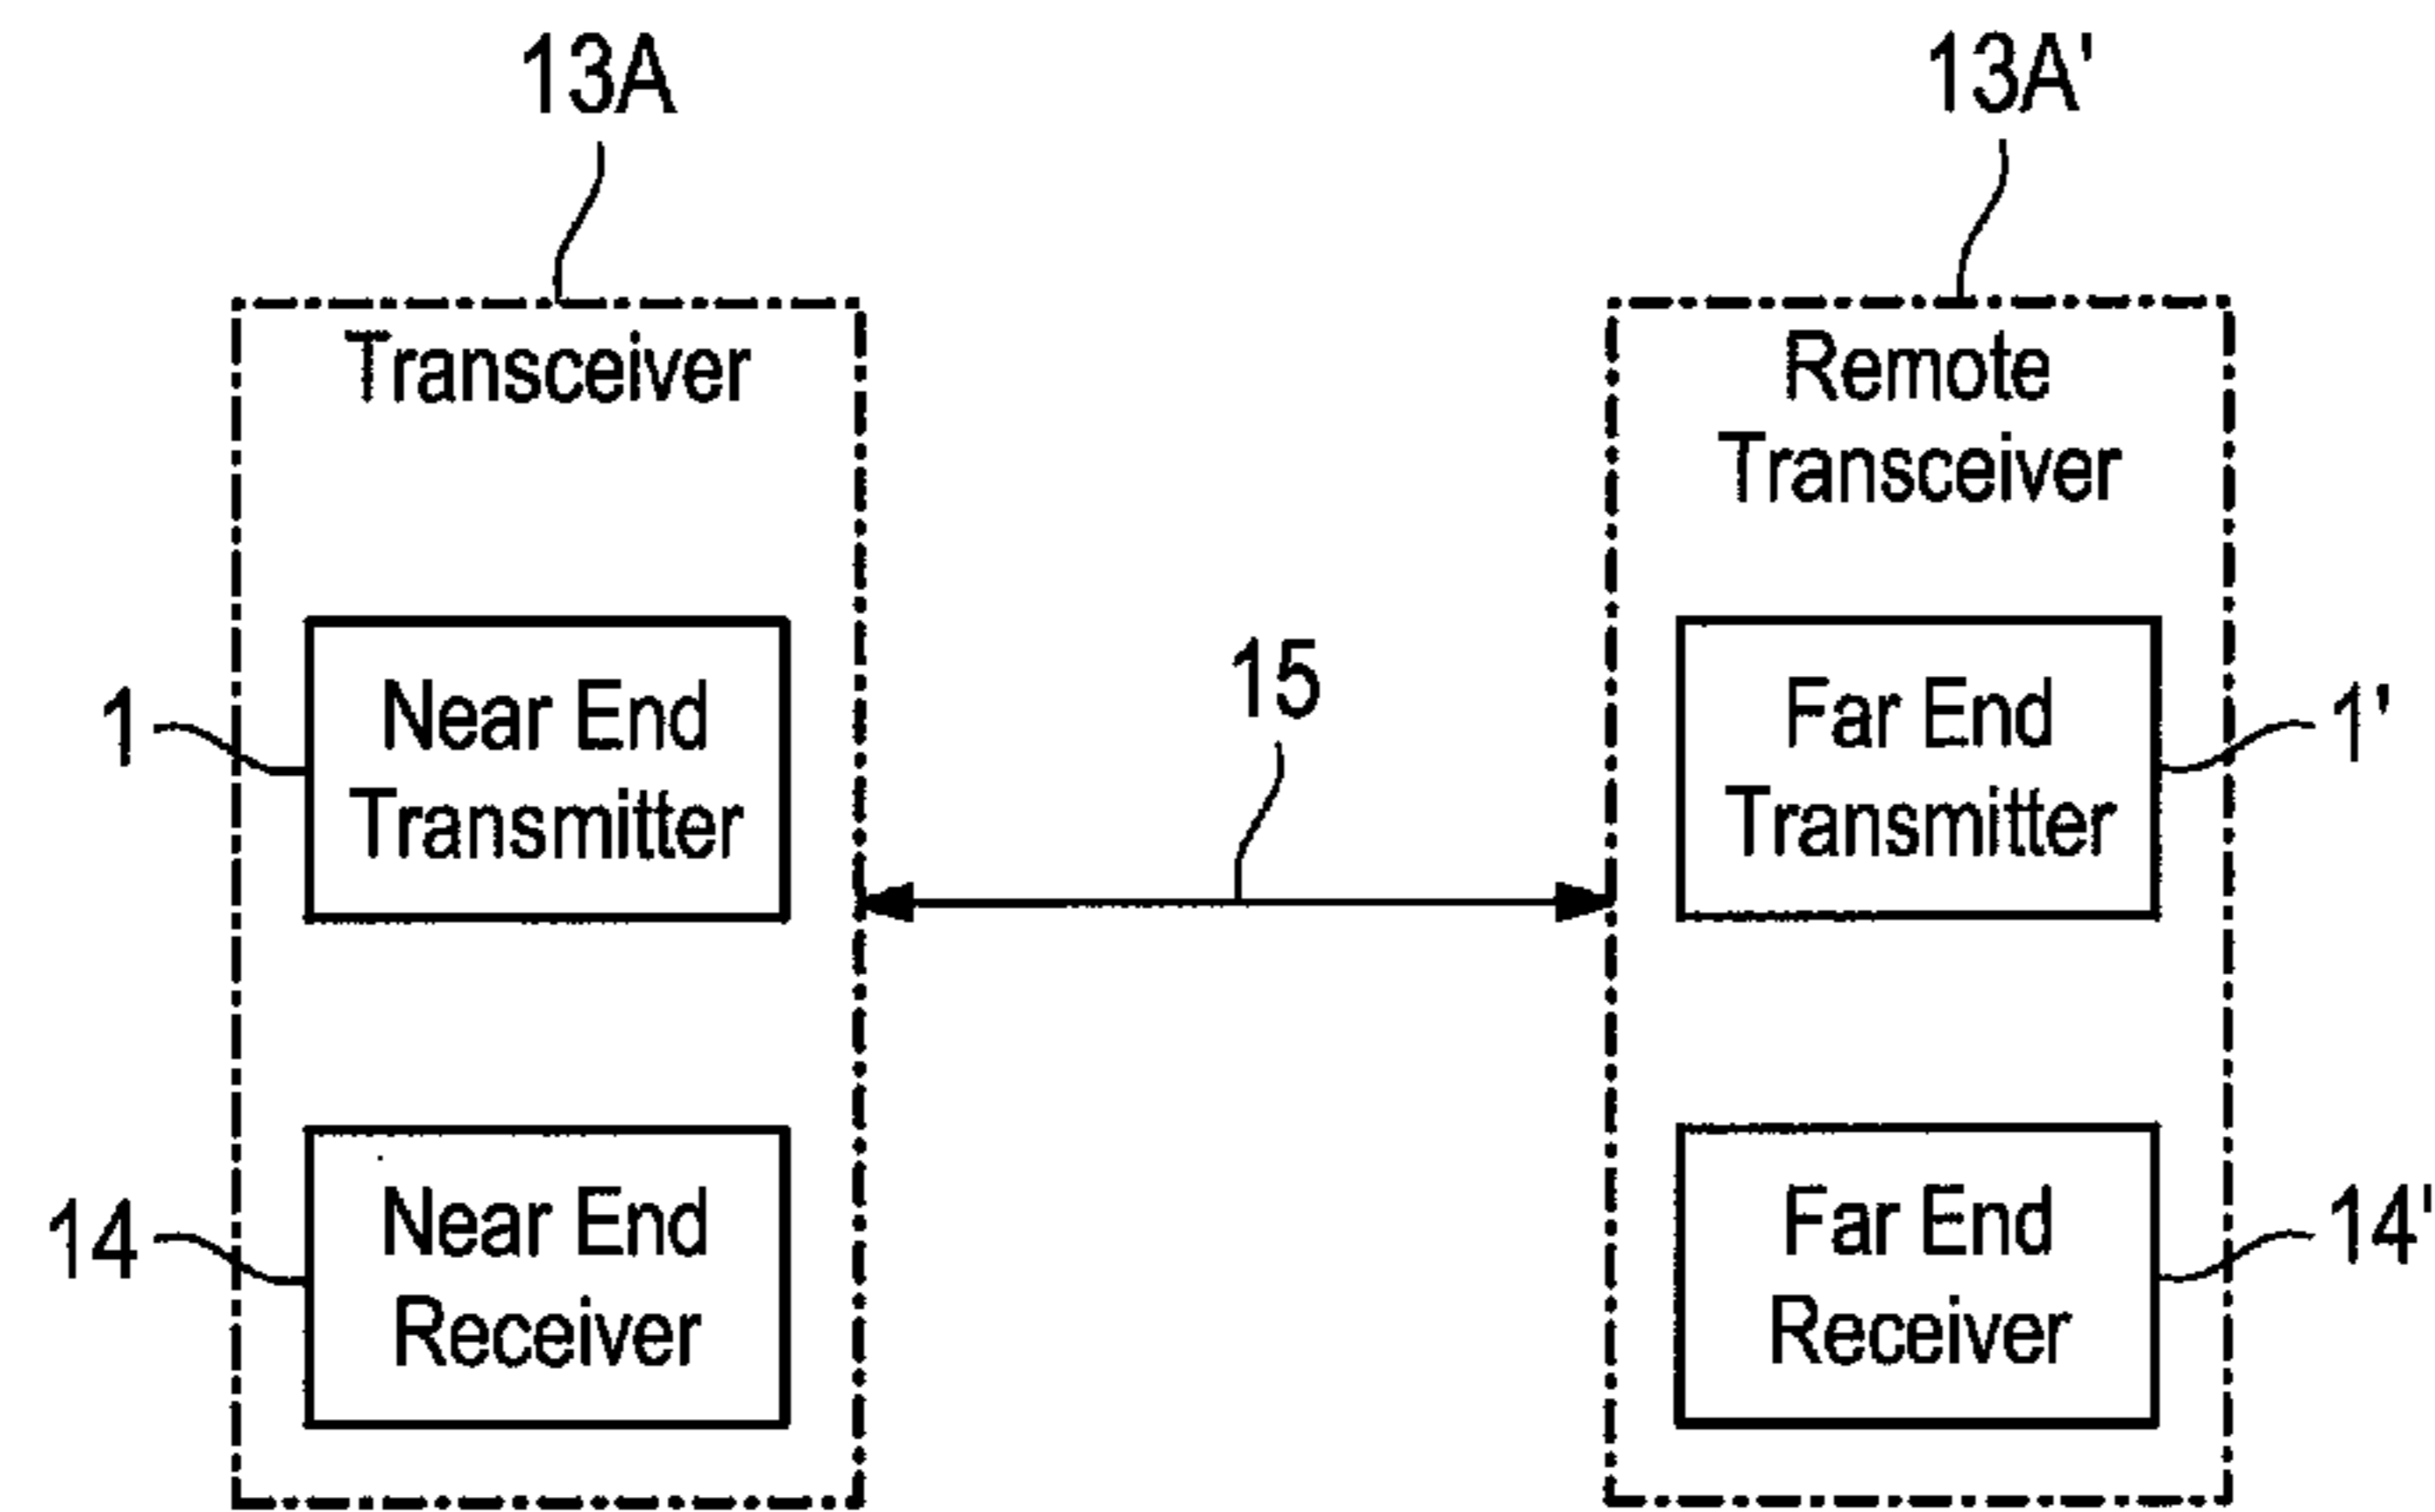 13A
13A'
Transceiver
Remote
Transceiver
1
Near End
Transmitter
15
Far End
Transmitter
1'
14
Near End
Receiver
Far End
Receiver
14'